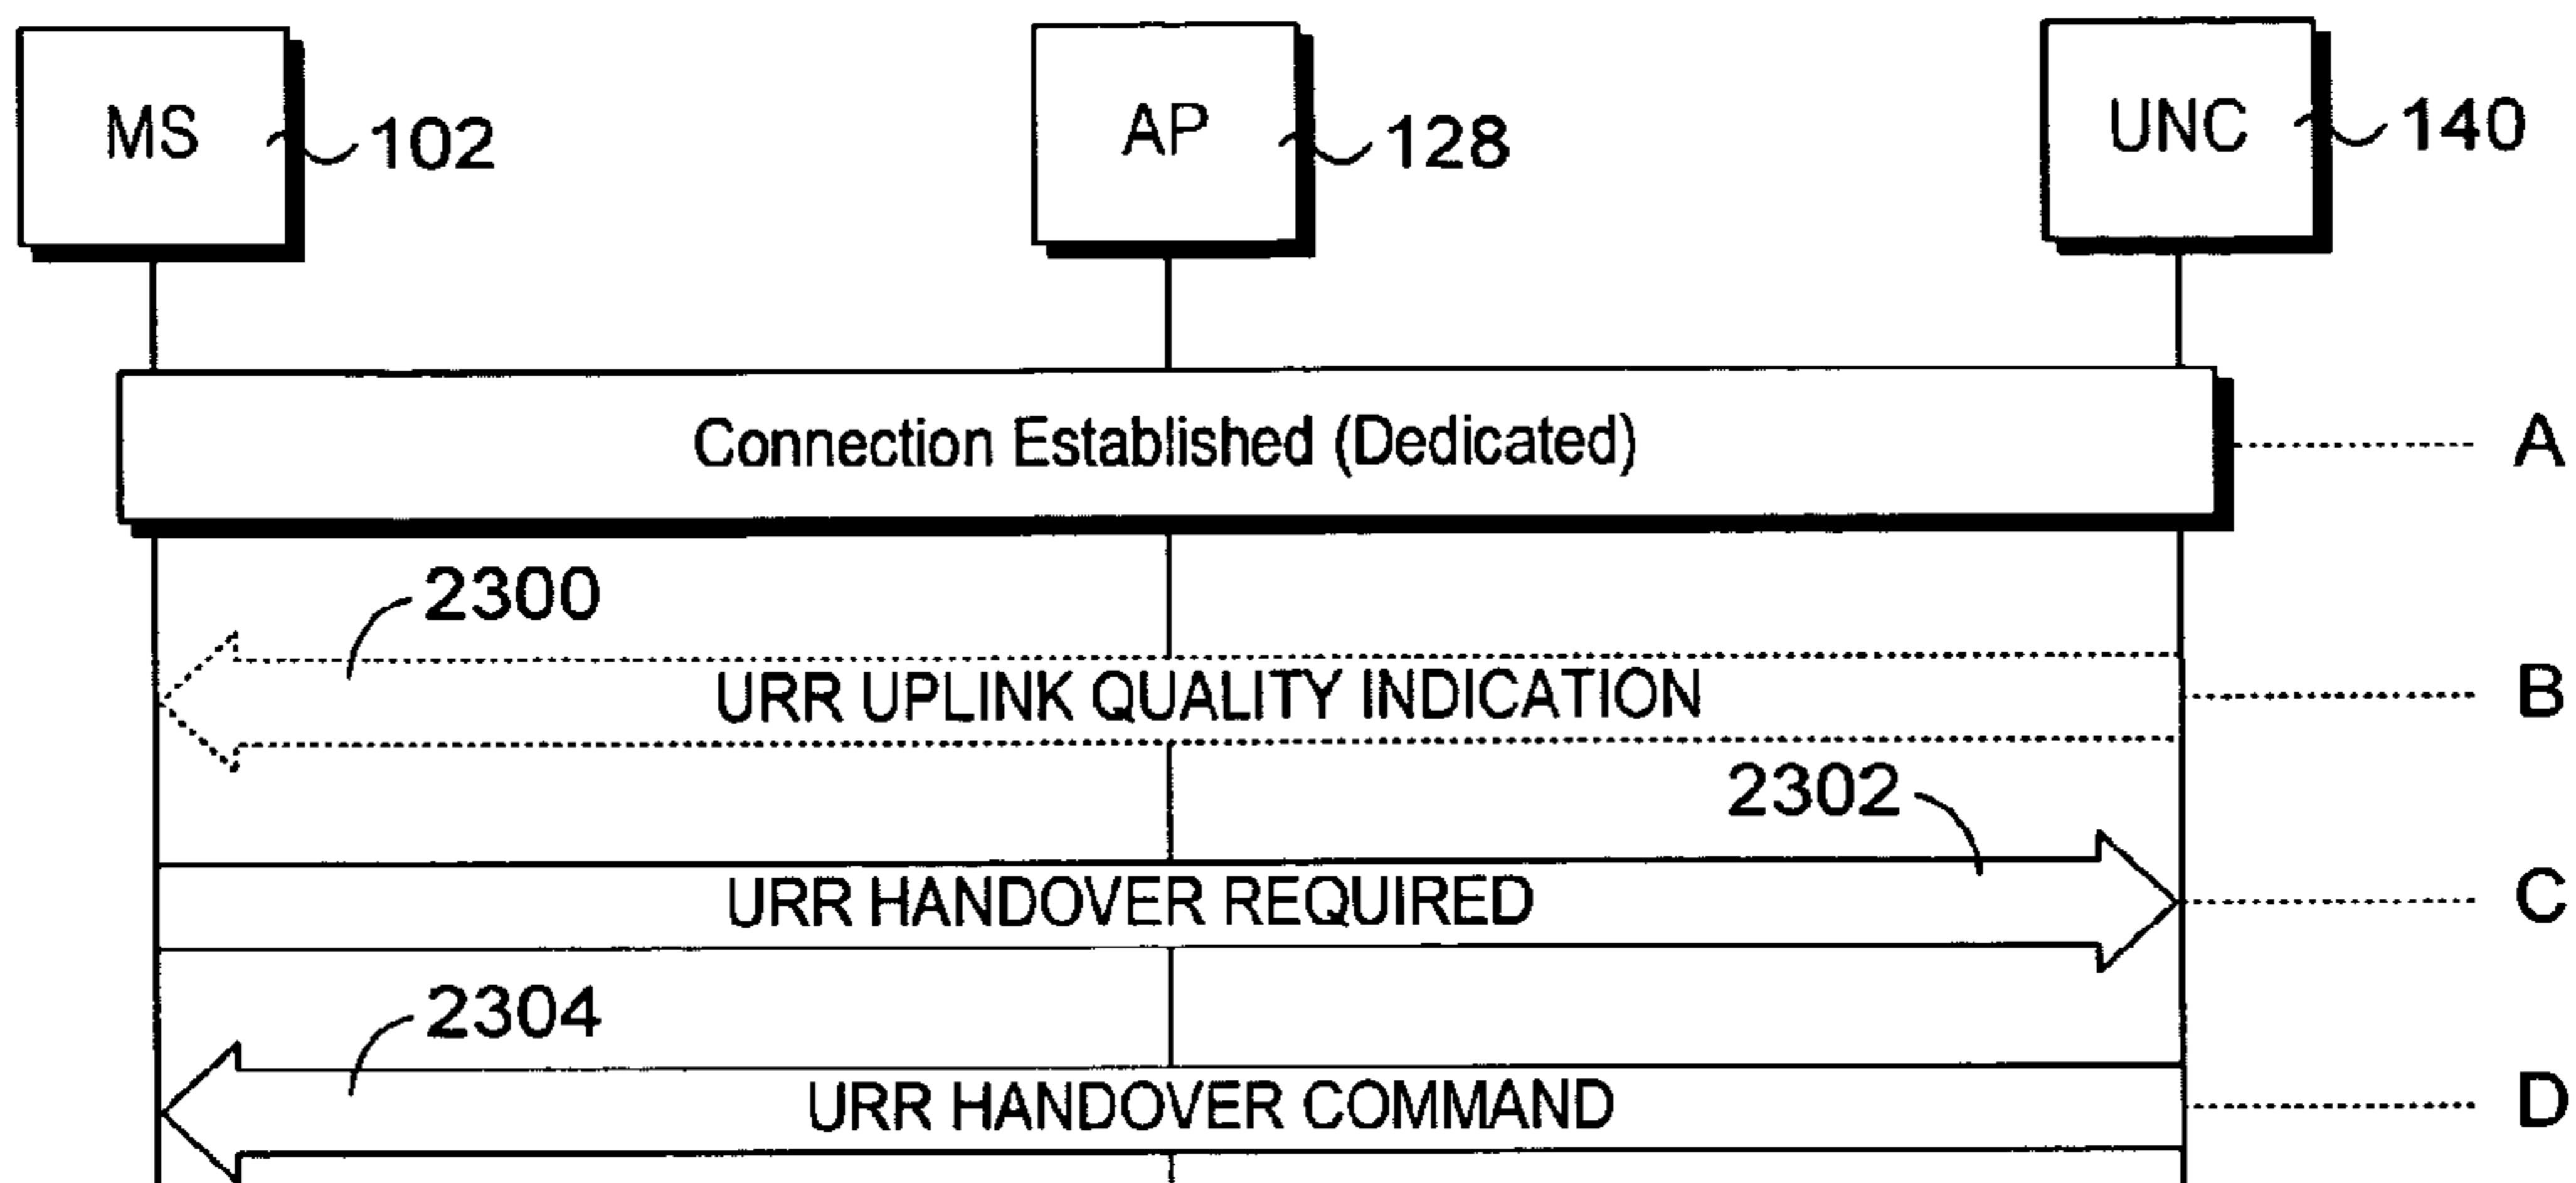 MS 102 AP 128 UNC 140
Connection Established (Dedicated) A
2300
URR UPLINK QUALITY INDICATION B
2302
URR HANDOVER REQUIRED C
2304
URR HANDOVER COMMAND D